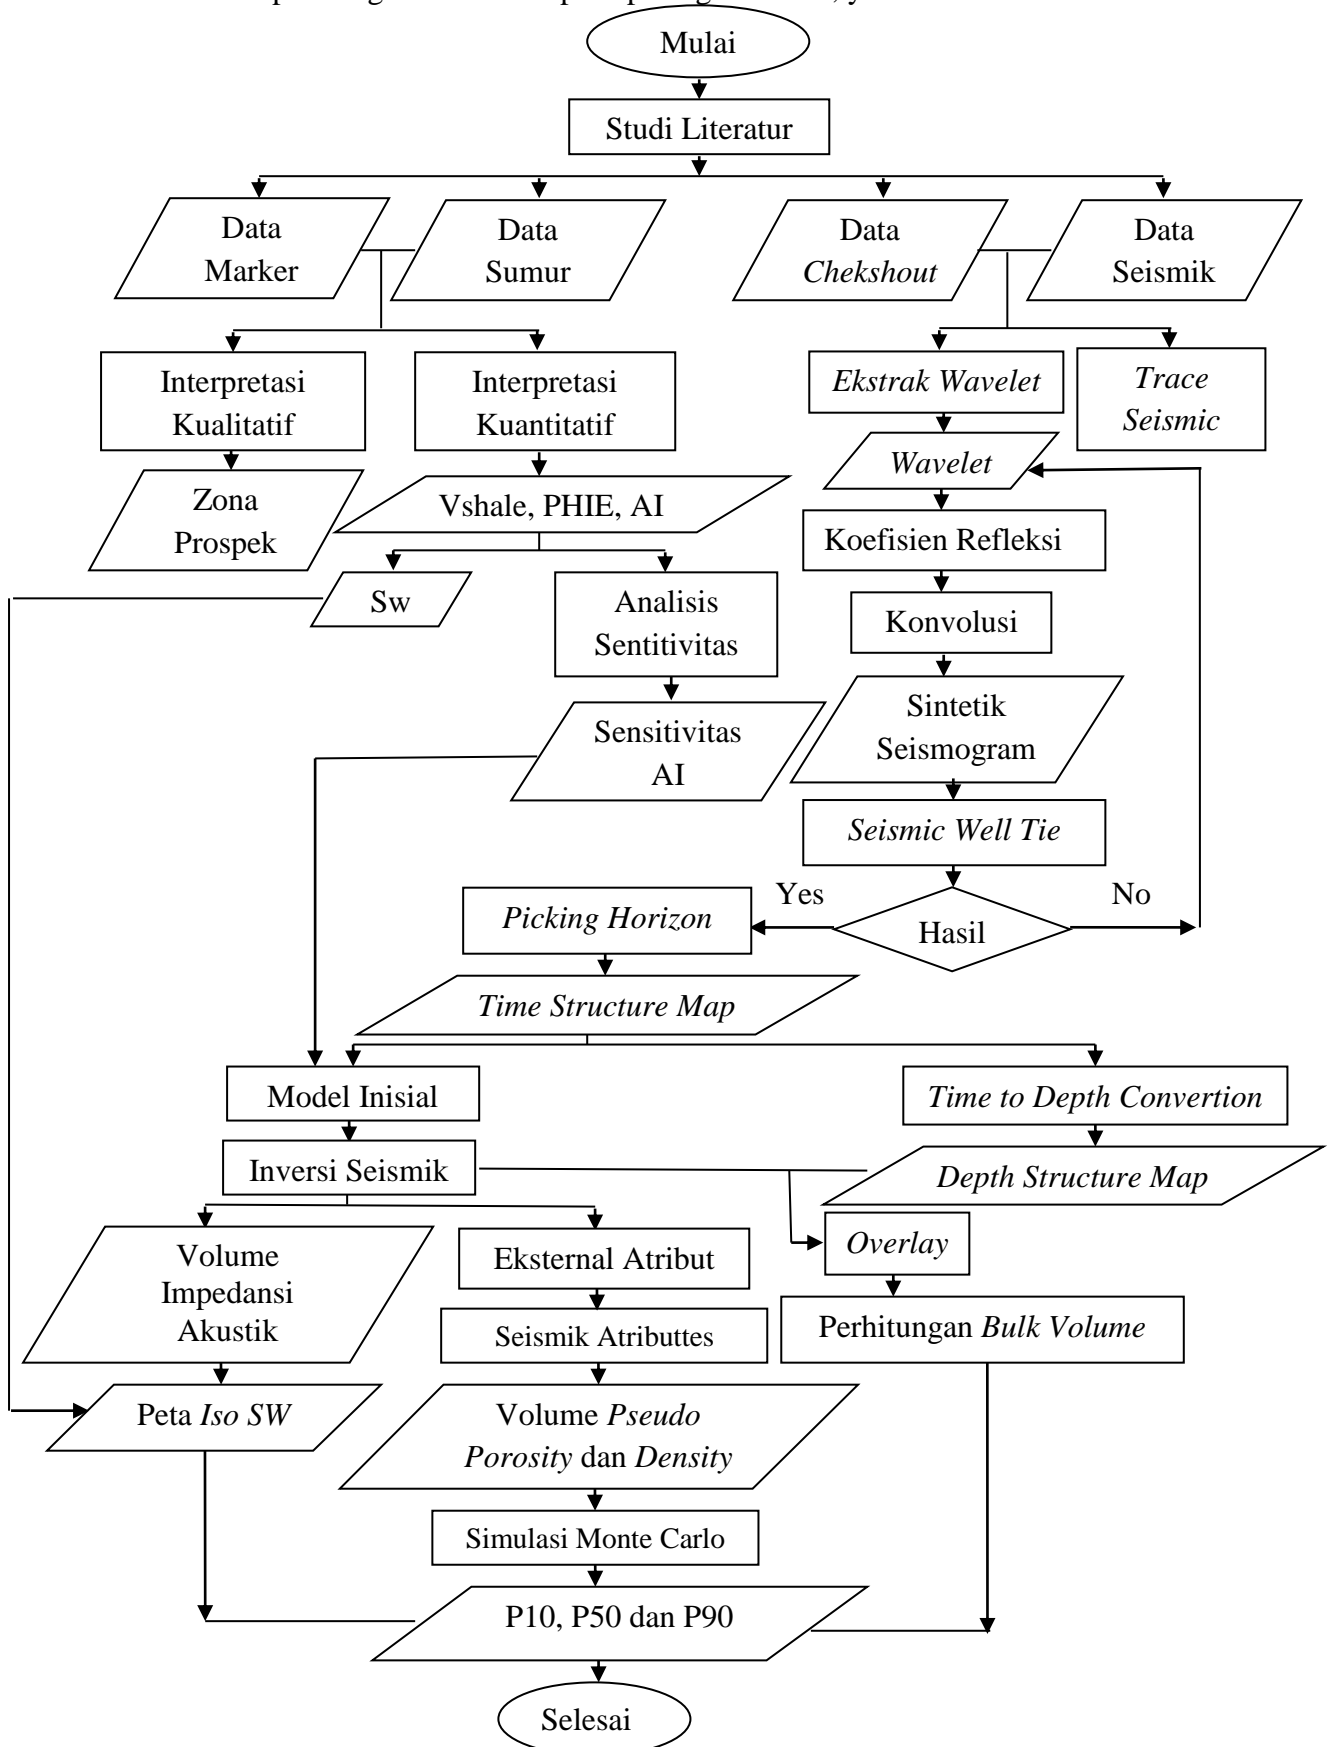 Mulai
Studi Literatur
Data
Marker
Data
Sumur
Data
Chekshout
Data
Seismik
Interpretasi
Kualitatif
Interpretasi
Kuantitatif
Ekstrak Wavelet
Trace
Seismic
Wavelet
Zona
Prospek
Vshale, PHIE, AI
Koefisien Refleksi
Sw
Analisis
Sentitivitas
Konvolusi
Sensitivitas
AI
Sintetik
Seismogram
Seismic Well Tie
Yes
No
Picking Horizon
Hasil
Time Structure Map
Model Inisial
Time to Depth Convertion
Inversi Seismik
Depth Structure Map
Volume
Impedansi
Akustik
Eksternal Atribut
Overlay
Seismik Atributtes
Perhitungan Bulk Volume
Peta Iso SW
Volume Pseudo
Porosity dan Density
Simulasi Monte Carlo
P10, P50 dan P90
Selesai